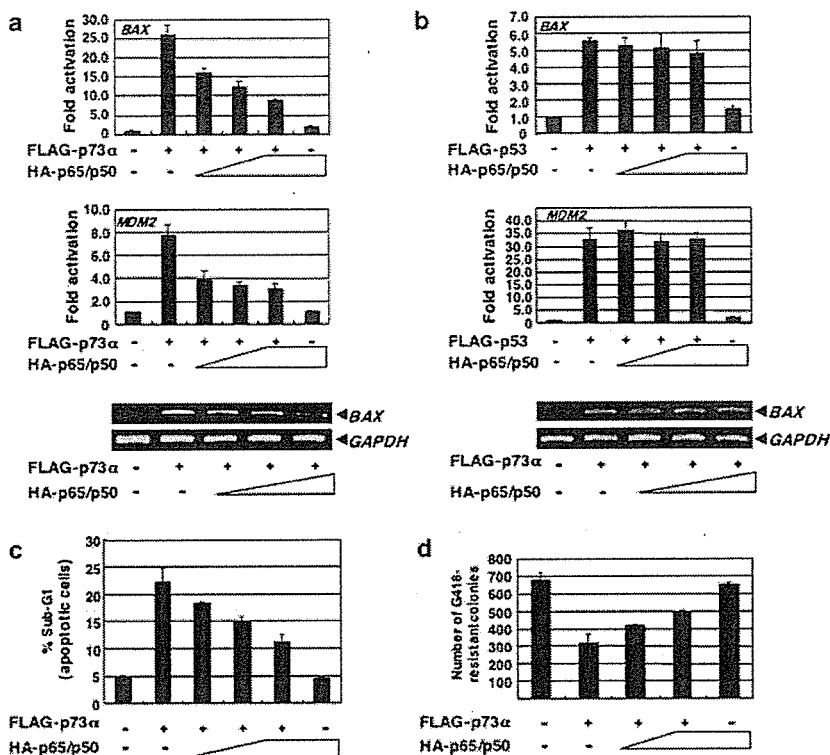 a
BAX
Fold activation
30.0
25.0
20.0
15.0
10.0
5.0
0
FLAG-p73α - + + + + -
HA-p65/p50 - -
MDM2
Fold activation
10.0
8.0
6.0
4.0
2.0
0
FLAG-p73α - + + + + -
HA-p65/p50 - -
BAX
GAPDH
FLAG-p73α - + + + +
HA-p65/p50 - -
b
BAX
Fold activation
7.0
6.0
5.0
4.0
3.0
2.0
1.0
0
FLAG-p53 - + + + + -
HA-p65/p50 - -
MDM2
Fold activation
40.0
35.0
30.0
25.0
20.0
15.0
10.0
5.0
0
FLAG-p53 - + + + + -
HA-p65/p50 - -
BAX
GAPDH
FLAG-p73α - + + + +
HA-p65/p50 - -
c
% Sub-G1
(apoptotic cells)
30
25
20
15
10
5
0
FLAG-p73α - + + + + -
HA-p65/p50 - -
d
Number of G418-
resistantcolonies
800
700
600
500
400
300
200
100
FLAG-p73α - + + + -
HA-p65/p50 - -